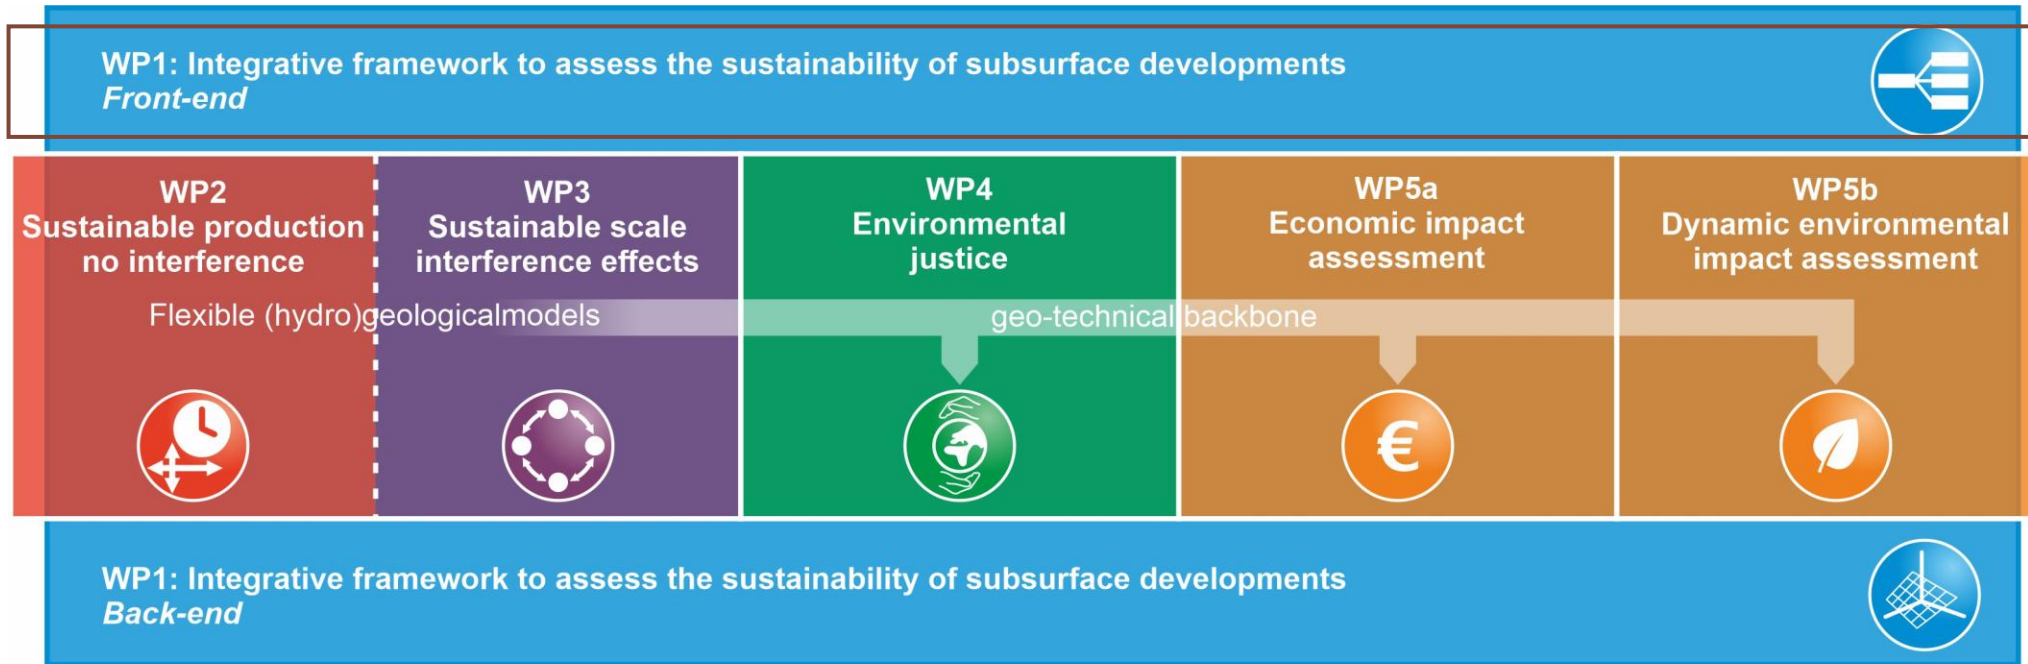 WP1: Integrative framework to assess the sustainability of subsurface developments
Front-end
WP2
Sustainable production
no interference
WP3
Sustainable scale
interference effects
WP4
Environmental
justice
WP5a
Economic impact
assessment
WP5b
Dynamic environmental
impact assessment
Flexible (hydro)geologicalmodels
geo-technical backbone
€
WP1: Integrative framework to assess the sustainability of subsurface developments
Back-end